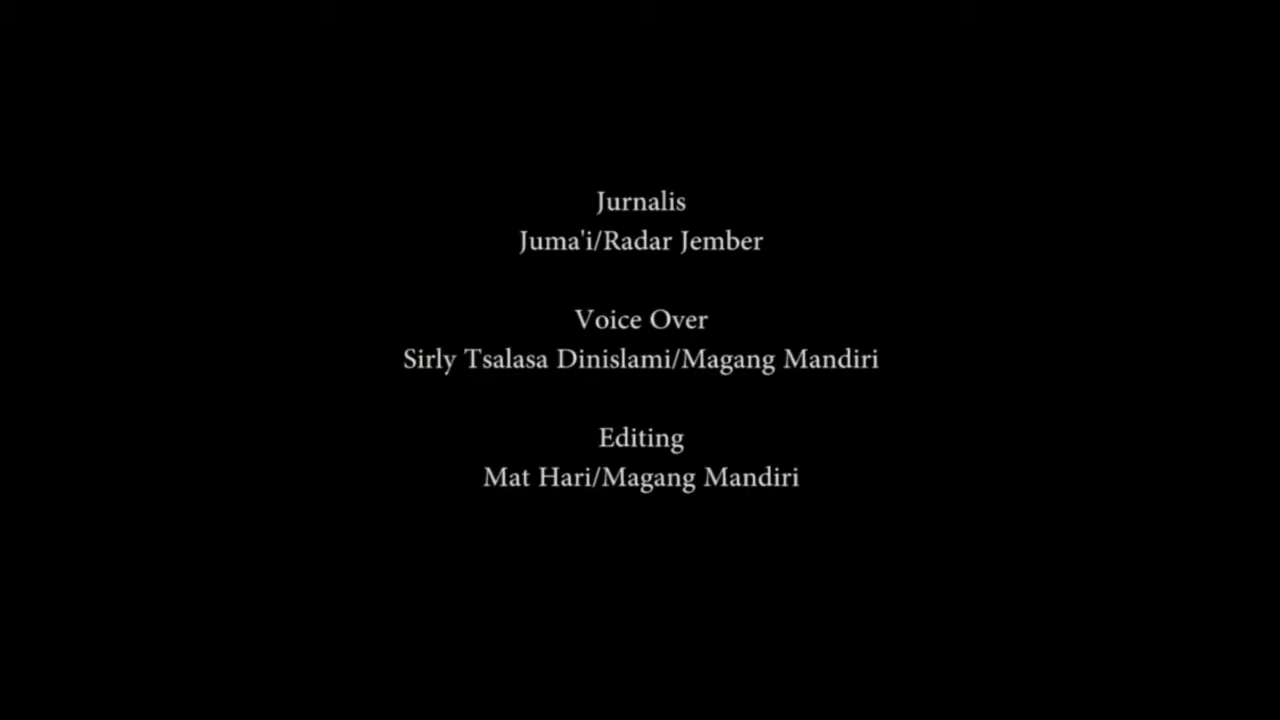 Jurnalis
Juma'i/Radar Jember
Voice Over
Sirly Tsalasa Dinislami/Magang Mandiri
Editing
Mat Hari/Magang Mandiri